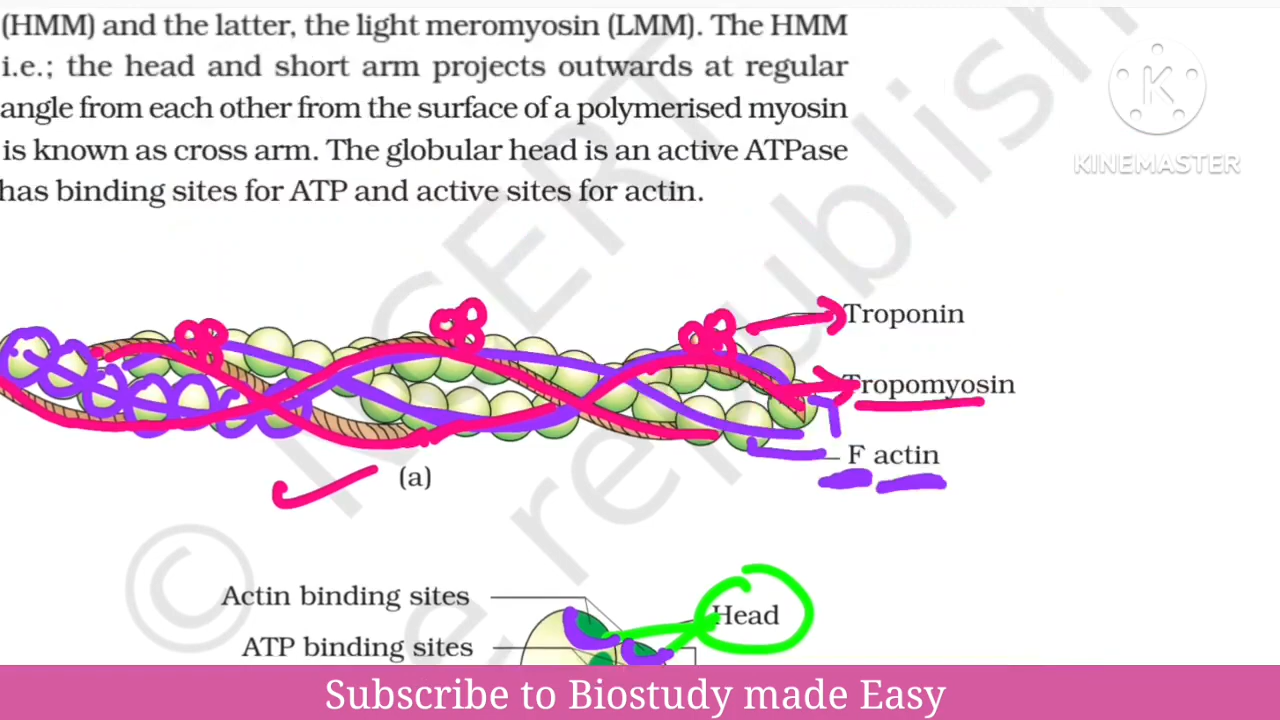 (HMM) and the latter, the light meromyosin (LMM). The HMM
i.e.; the head and short arm projects outwards at regular
angle from each other from the surface of a polymerised myosin
is known as cross arm. The globular head is an active ATPase
has binding sites for ATP and active sites for actin.
K
KINEMASTER
© NCERT
republish
Troponin
Tropomyosin
F actin
(a)
Actin binding sites
Head
ATP binding sites
Subscribe to Biostudy made Easy